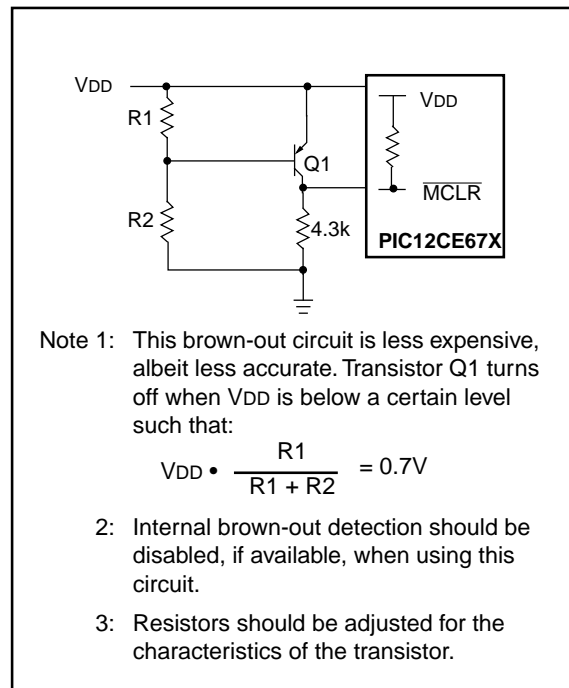 VDD
R1
VDD
Q1
MCLR
R2
4.3k
PIC12CE67X
Note 1: This brown-out circuit is less expensive,
albeit less accurate. Transistor Q1 turns
off when VDD is below a certain level
such that:
VDD • R1 / R1 + R2 = 0.7V
2: Internal brown-out detection should be
disabled, if available, when using this
circuit.
3: Resistors should be adjusted for the
characteristics of the transistor.